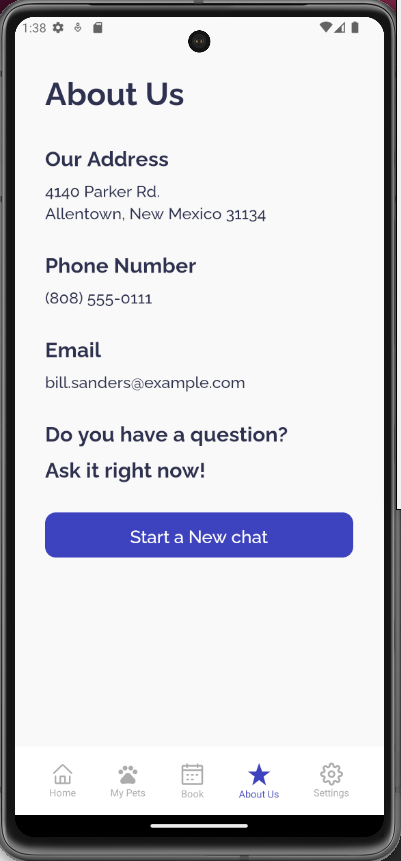 1:38
About Us
Our Address
4140 Parker Rd.
Allentown, New Mexico 31134
Phone Number
(808) 555-0111
Email
bill.sanders@example.com
Do you have a question?
Ask it right now!
Start a New chat
Home
My Pets
Book
About Us
Settings